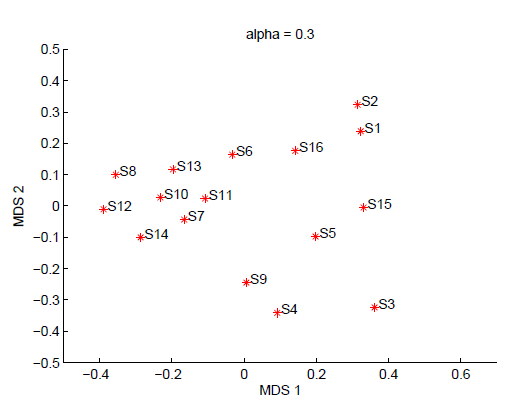 alpha = 0.3
0.5
0.4
0.3
0.2
0.1
0
−0.1
−0.2
−0.3
−0.4
−0.5
MDS 2
S2
S1
S16
S6
S13
S8
S10
S11
S12
S7
S14
S15
S5
S9
S4
S3
−0.4
−0.2
0
0.2
0.4
0.6
MDS 1